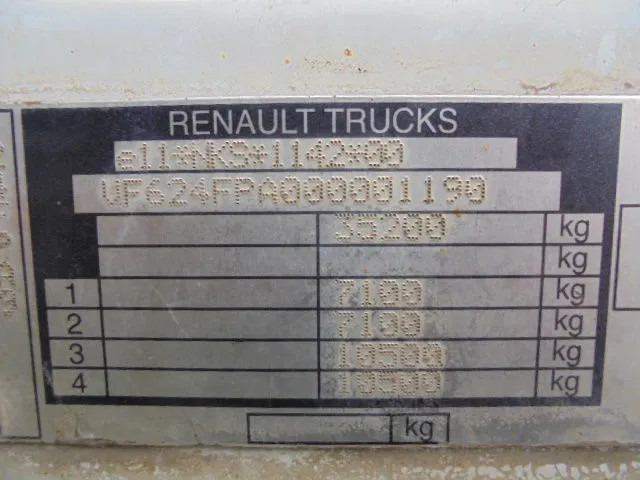 RENAULT TRUCKS
e11*NKS*1142*00
VF624FPA000001190
35200 kg
kg
1 7100 kg
2 7100 kg
3 10500 kg
4 10500 kg
kg